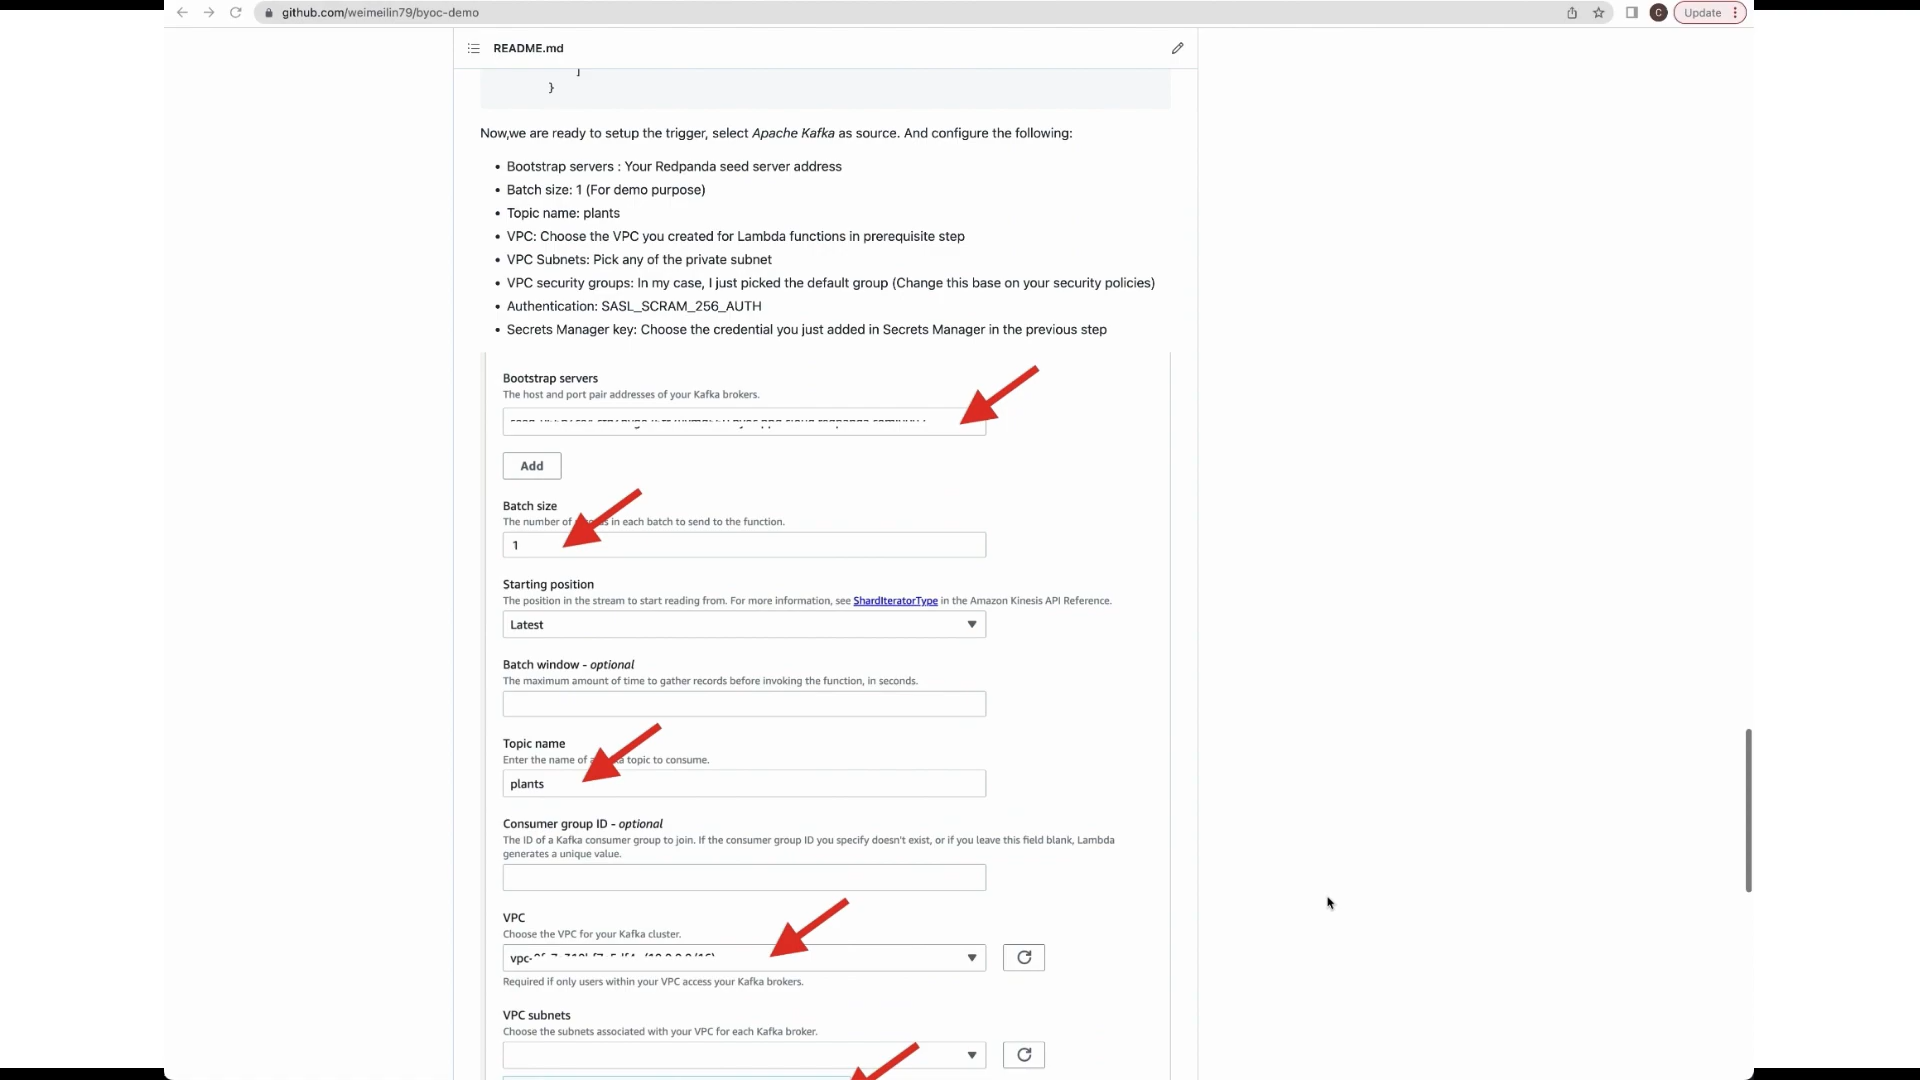 github.com/weimeilin79/byoc-demo
C
Update
README.md
]
}
Now,we are ready to setup the trigger, select Apache Kafka as source. And configure the following:
• Bootstrap servers : Your Redpanda seed server address
• Batch size: 1 (For demo purpose)
• Topic name: plants
• VPC: Choose the VPC you created for Lambda functions in prerequisite step
• VPC Subnets: Pick any of the private subnet
• VPC security groups: In my case, I just picked the default group (Change this base on your security policies)
• Authentication: SASL_SCRAM_256_AUTH
• Secrets Manager key: Choose the credential you just added in Secrets Manager in the previous step
Bootstrap servers
The host and port pair addresses of your Kafka brokers.
Add
Batch size
The number of in each batch to send to the function.
1
Starting position
The position in the stream to start reading from. For more information, see ShardIteratorType in the Amazon Kinesis API Reference.
Latest
Batch window - optional
The maximum amount of time to gather records before invoking the function, in seconds.
Topic name
Enter the name of topic to consume.
plants
Consumer group ID - optional
The ID of a Kafka consumer group to join. If the consumer group ID you specify doesn't exist, or if you leave this field blank, Lambda
generates a unique value.
VPC
Choose the VPC for your Kafka cluster.
vpc-
Required if only users within your VPC access your Kafka brokers.
VPC subnets
Choose the subnets associated with your VPC for each Kafka broker.